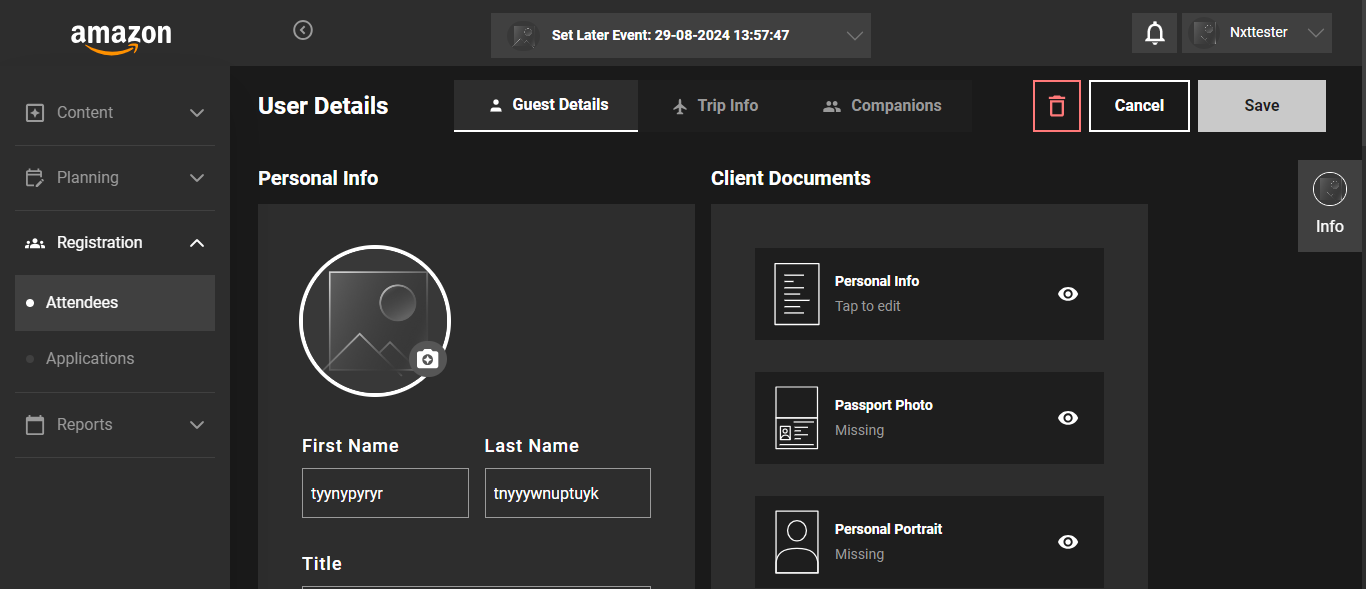 amazon
Set Later Event: 29-08-2024 13:57:47
Nxttester
Content
Planning
Registration
Attendees
Applications
Reports
User Details
Guest Details
Trip Info
Companions
Cancel
Save
Info
Personal Info
First Name
Last Name
tyynypyryr
tnyyywnuptuyk
Title
Client Documents
Personal Info
Tap to edit
Passport Photo
Missing
Personal Portrait
Missing